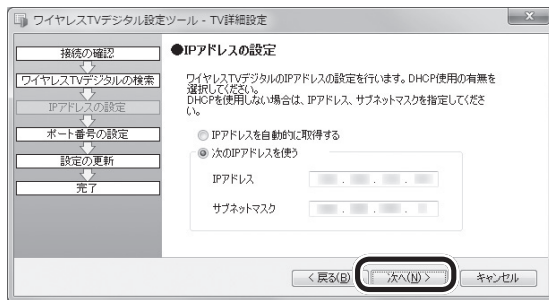 ワイヤレスTVデジタル設定ツール - TV詳細設定
接続の確認
ワイヤレスTVデジタルの検索
IPアドレスの設定
ポート番号の設定
設定の更新
完了
●IPアドレスの設定
ワイヤレスTVデジタルのIPアドレスの設定を行います。DHCP使用の有無を
選択してください。
DHCPを使用しない場合は、IPアドレス、サブネットマスクを指定してくださ
い。
IPアドレスを自動的に取得する
次のIPアドレスを使う
IPアドレス
サブネットマスク
< 戻る(B)
次へ(N) >
キャンセル